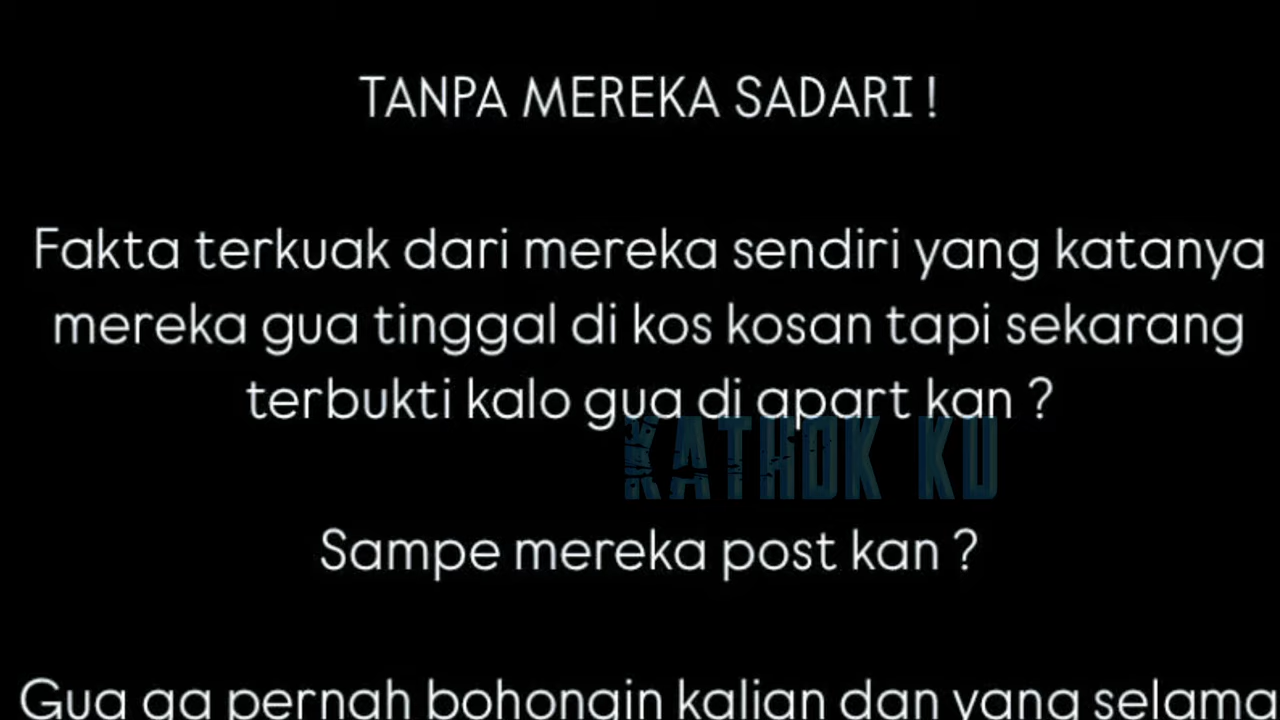 TANPA MEREKA SADARI !
Fakta terkuak dari mereka sendiri yang katanya
mereka gua tinggal di kos kosan tapi sekarang
terbukti kalo gua di apart kan ?
KATHOK KU
Sampe mereka post kan ?
Gua ga pernah bohongin kalian dan yang selama